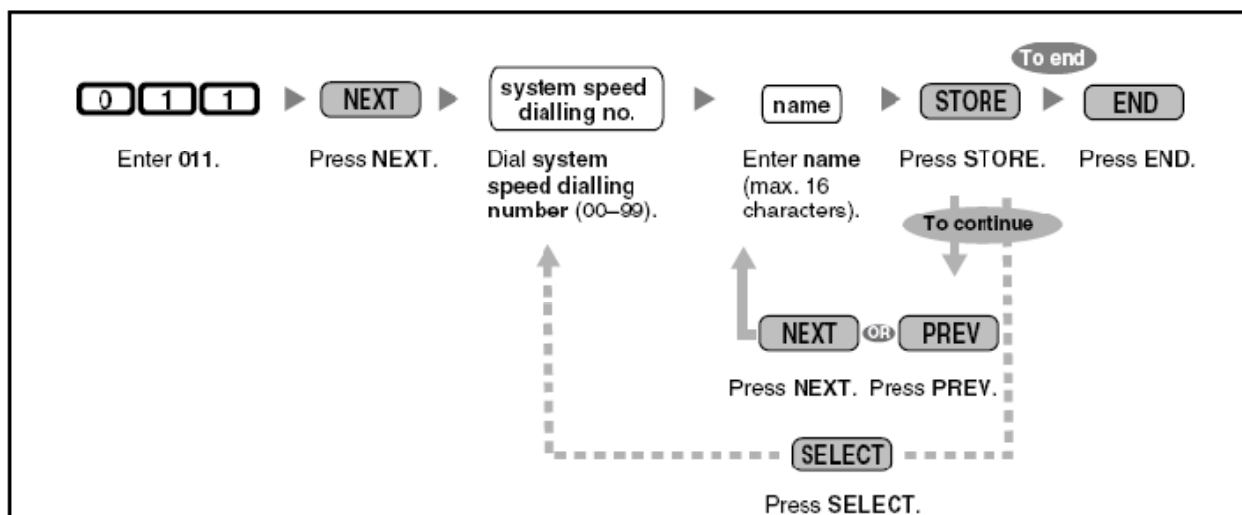 To end
0 1 1 NEXT system speed dialling no. name STORE END
Enter 011. Press NEXT. Dial system speed dialling number (00–99). Enter name (max. 16 characters). Press STORE. Press END.
To continue
NEXT OR PREV
Press NEXT. Press PREV.
SELECT
Press SELECT.